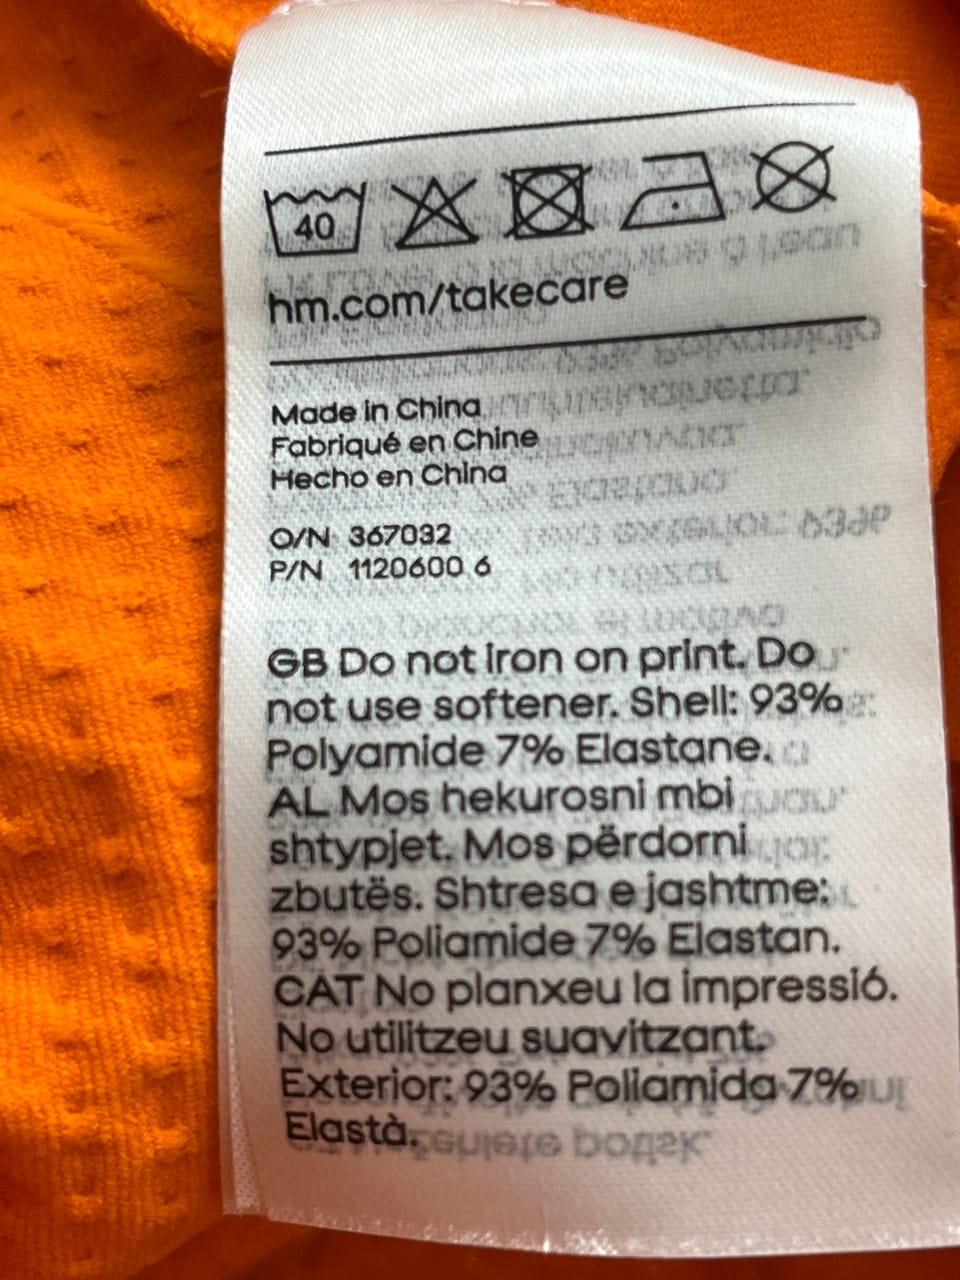 40
hm.com/takecare
Made in China
Fabriqué en Chine
Hecho en China
O/N 367032
P/N 1120600 6
GB Do not iron on print. Do
not use softener. Shell: 93%
Polyamide 7% Elastane.
AL Mos hekurosni mbi
shtypjet. Mos përdorni
zbutës. Shtresa e jashtme:
93% Poliamide 7% Elastan.
CAT No planxeu la impressió.
No utilitzeu suavitzant.
Exterior: 93% Poliamida 7%
Elastà.